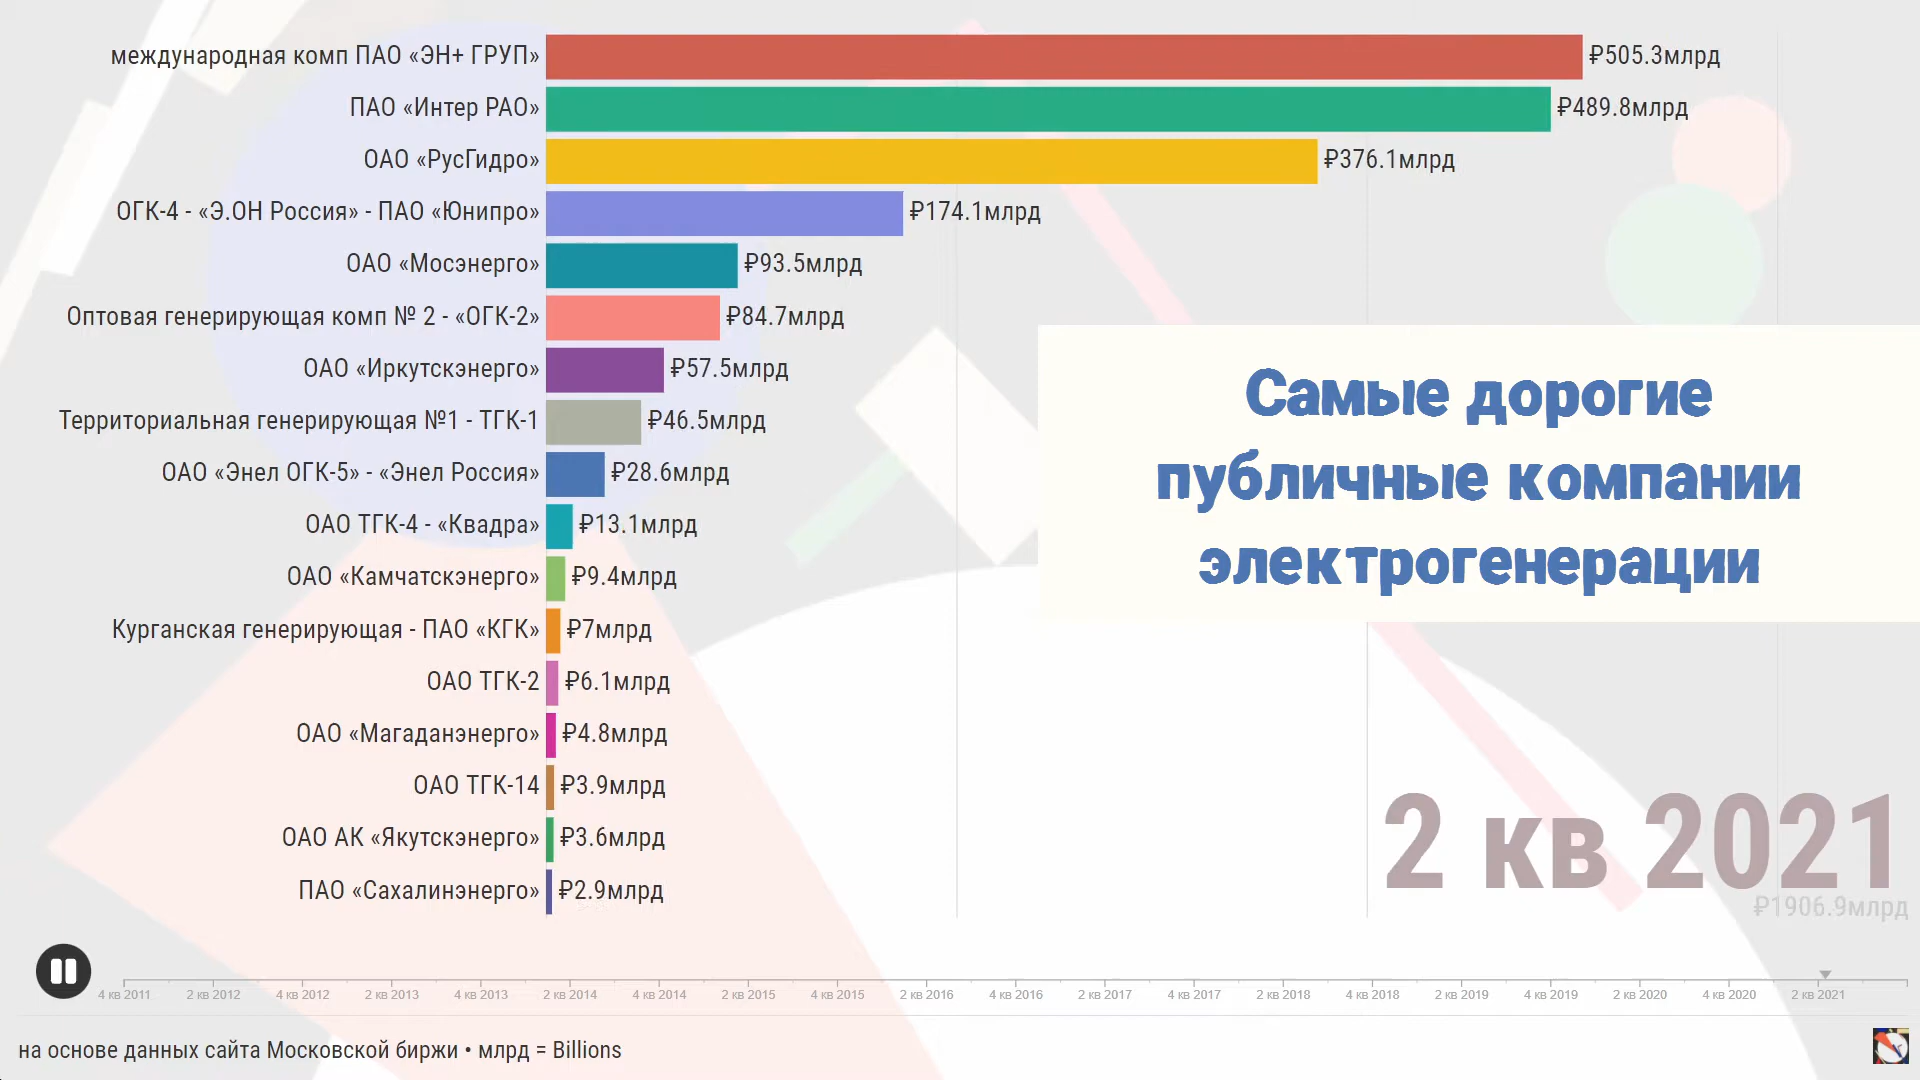 международная комп ПАО «ЭН+ ГРУП» ₽505.3млрд
ПАО «Интер РАО» ₽489.8млрд
ОАО «РусГидро» ₽376.1млрд
ОГК-4 - «Э.ОН Россия» - ПАО «Юнипро» ₽174.1млрд
ОАО «Мосэнерго» ₽93.5млрд
Оптовая генерирующая комп № 2 - «ОГК-2» ₽84.7млрд
ОАО «Иркутскэнерго» ₽57.5млрд
Территориальная генерирующая №1 - ТГК-1 ₽46.5млрд
ОАО «Энел ОГК-5» - «Энел Россия» ₽28.6млрд
ОАО ТГК-4 - «Квадра» ₽13.1млрд
ОАО «Камчатскэнерго» ₽9.4млрд
Курганская генерирующая - ПАО «КГК» ₽7млрд
ОАО ТГК-2 ₽6.1млрд
ОАО «Магаданэнерго» ₽4.8млрд
ОАО ТГК-14 ₽3.9млрд
ОАО АК «Якутскэнерго» ₽3.6млрд
ПАО «Сахалинэнерго» ₽2.9млрд
Самые дорогие
публичные компании
электрогенерации
2 кв 2021
₽1906.9млрд
4 кв 2011 2 кв 2012 4 кв 2012 2 кв 2013 4 кв 2013 2 кв 2014 4 кв 2014 2 кв 2015 4 кв 2015 2 кв 2016 4 кв 2016 2 кв 2017 4 кв 2017 2 кв 2018 4 кв 2018 2 кв 2019 4 кв 2019 2 кв 2020 4 кв 2020 2 кв 2021
на основе данных сайта Московской биржи • млрд = Billions